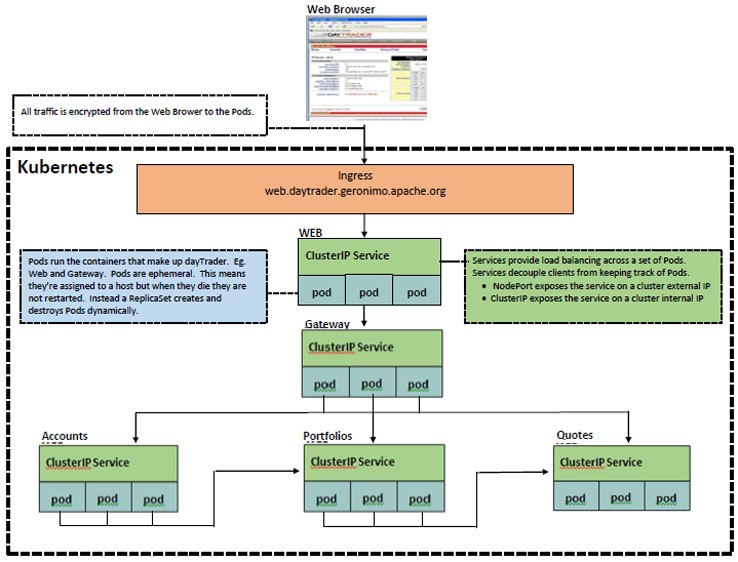 Web Browser
DAYTRADER
All traffic is encrypted from the Web Brower to the Pods.
Kubernetes
Ingress
web.daytrader.geronimo.apache.org
WEB
ClusterIP Service
pod pod pod
Pods run the containers that make up dayTrader. Eg.
Web and Gateway. Pods are ephemeral. This means
they're assigned to a host but when they die they are
not restarted. Instead a ReplicaSet creates and
destroys Pods dynamically.
Services provide load balancing across a set of Pods.
Services decouple clients from keeping track of Pods.
• NodePort exposes the service on a cluster external IP
• ClusterIP exposes the service on a cluster internal IP
Gateway
ClusterIP Service
pod pod pod
Accounts
ClusterIP Service
pod pod pod
Portfolios
ClusterIP Service
pod pod pod
Quotes
ClusterIP Service
pod pod pod